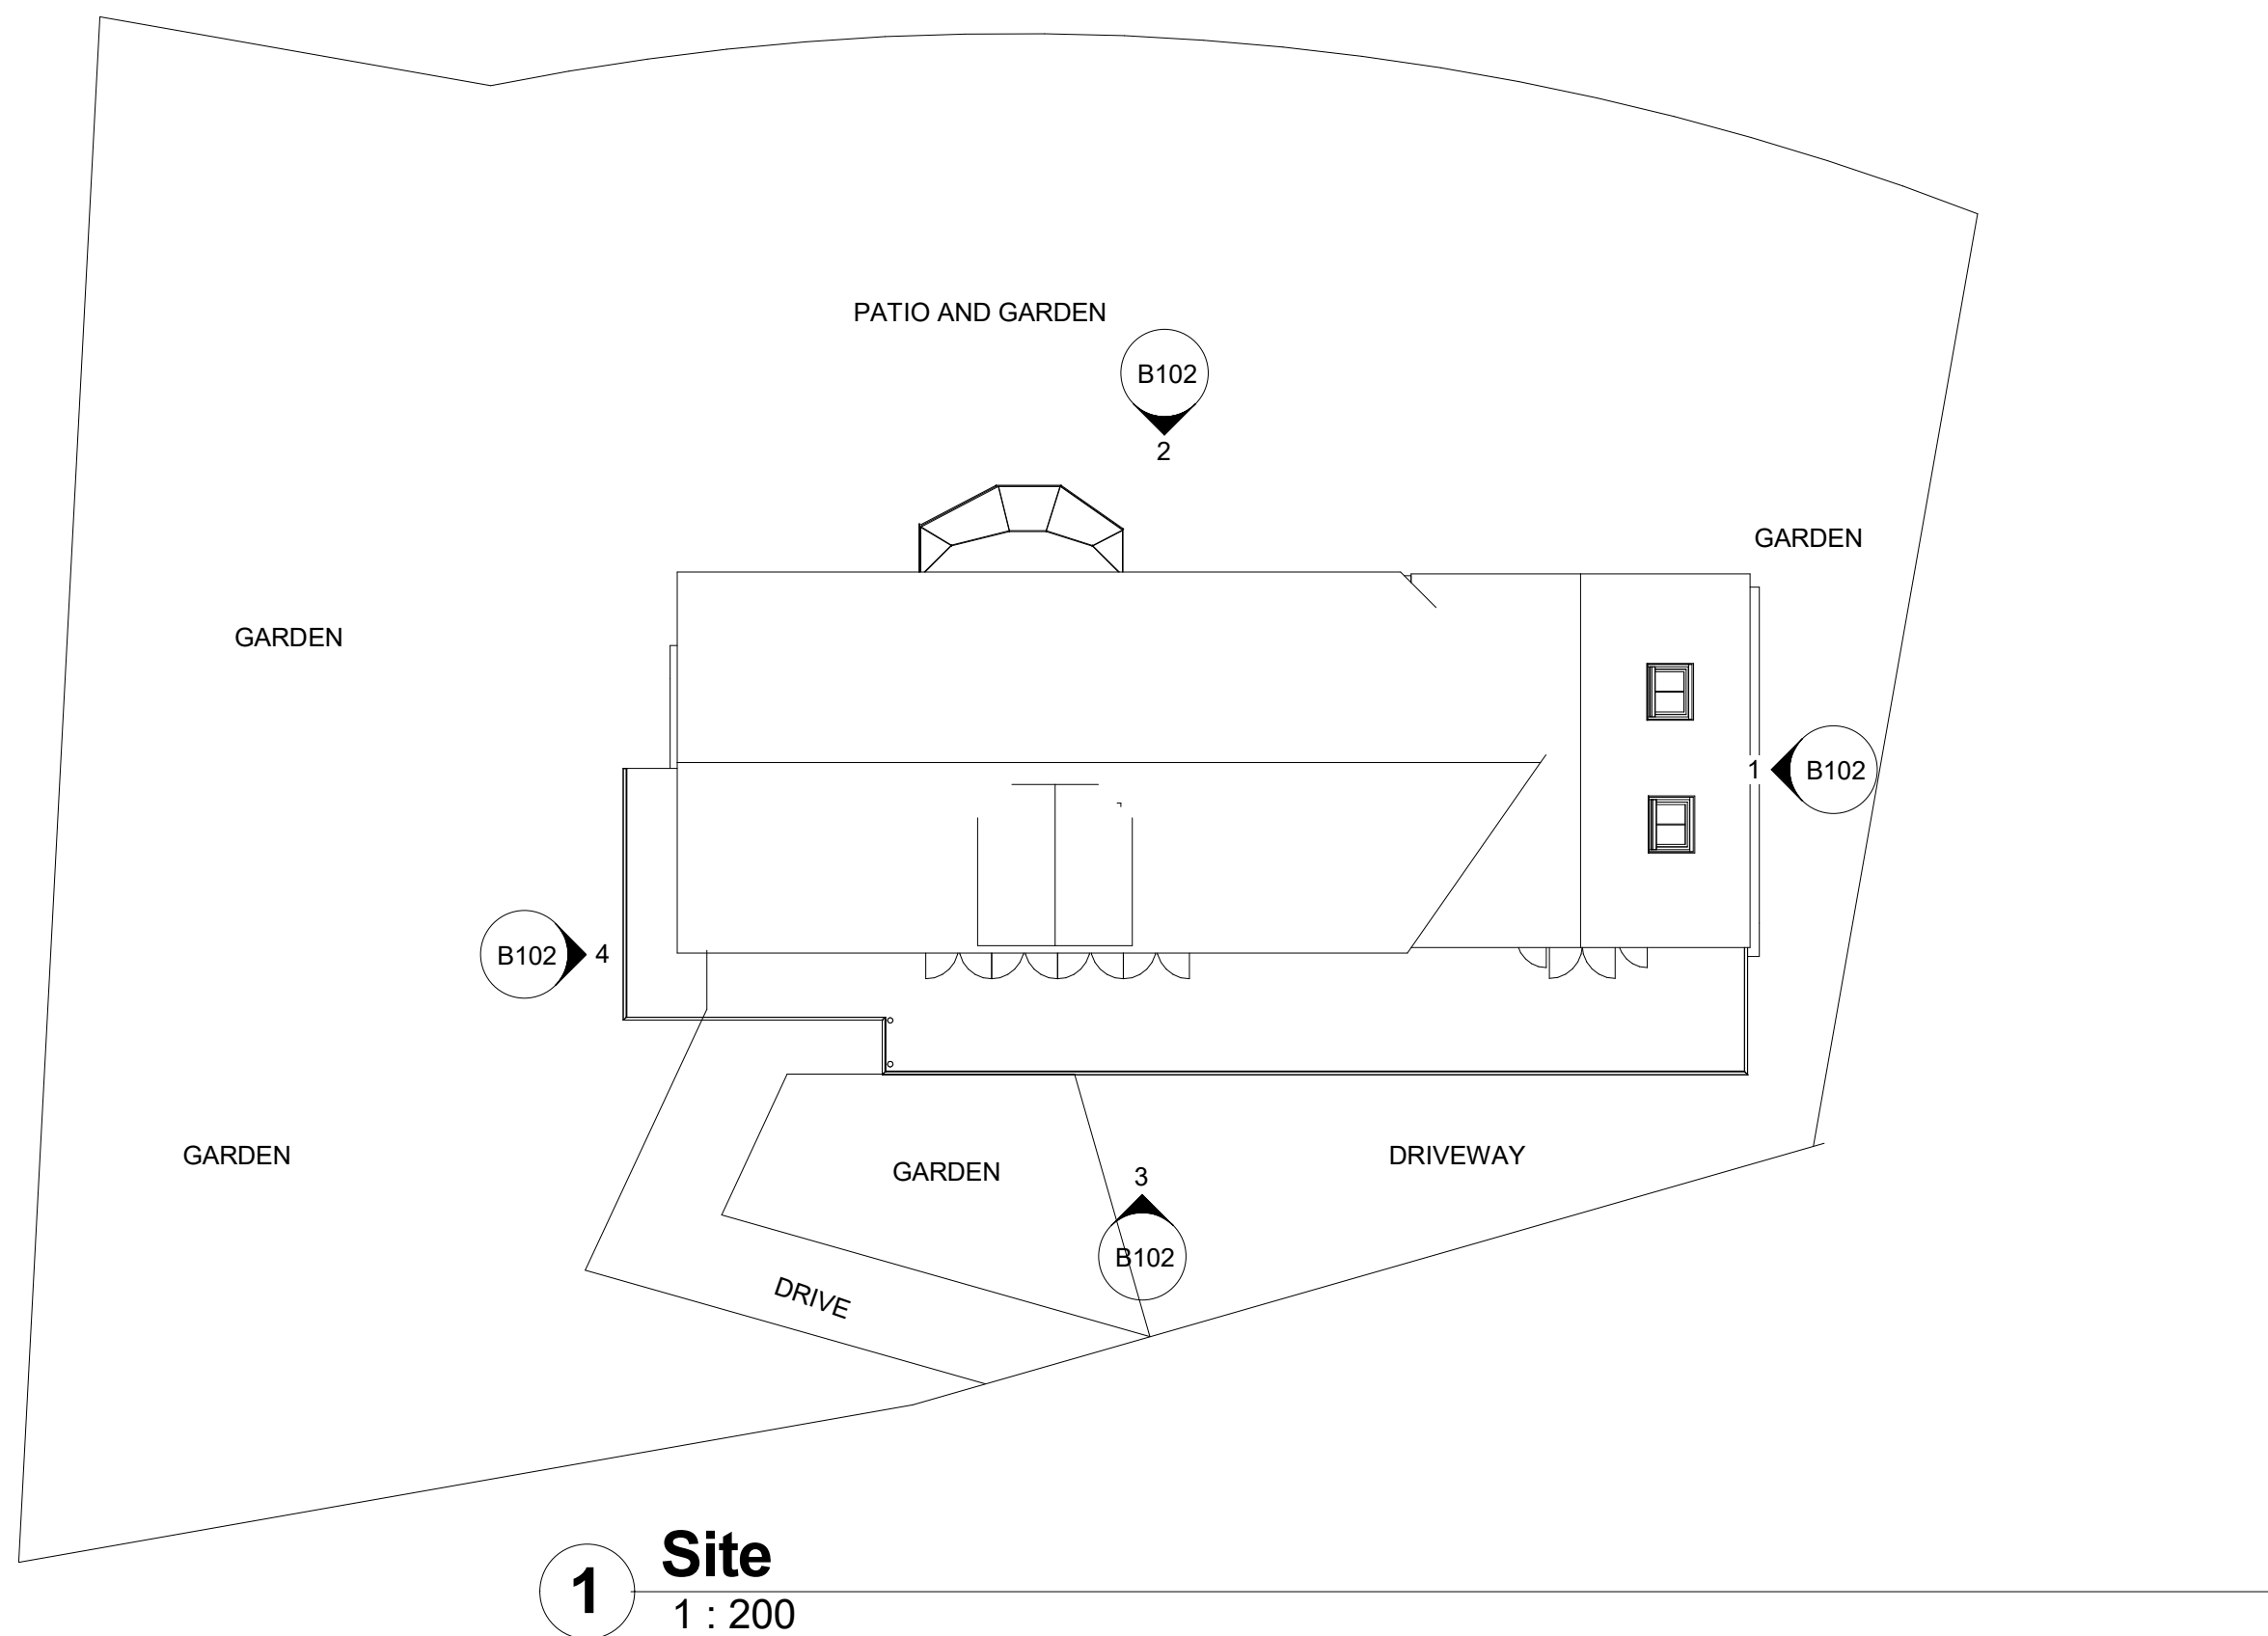 PATIO AND GARDEN
B102
2
GARDEN
GARDEN
1
B102
B102
4
GARDEN
GARDEN
3
DRIVEWAY
B102
DRIVE
1
Site
1 : 200